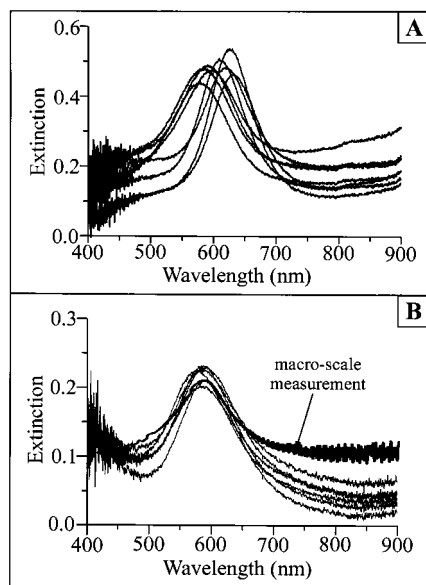 A
0.6
0.4
0.2
0.0
Extinction
400 500 600 700 800 900
Wavelength (nm)
B
0.3
0.2
0.1
0.0
Extinction
macro-scale
measurement
400 500 600 700 800 900
Wavelength (nm)